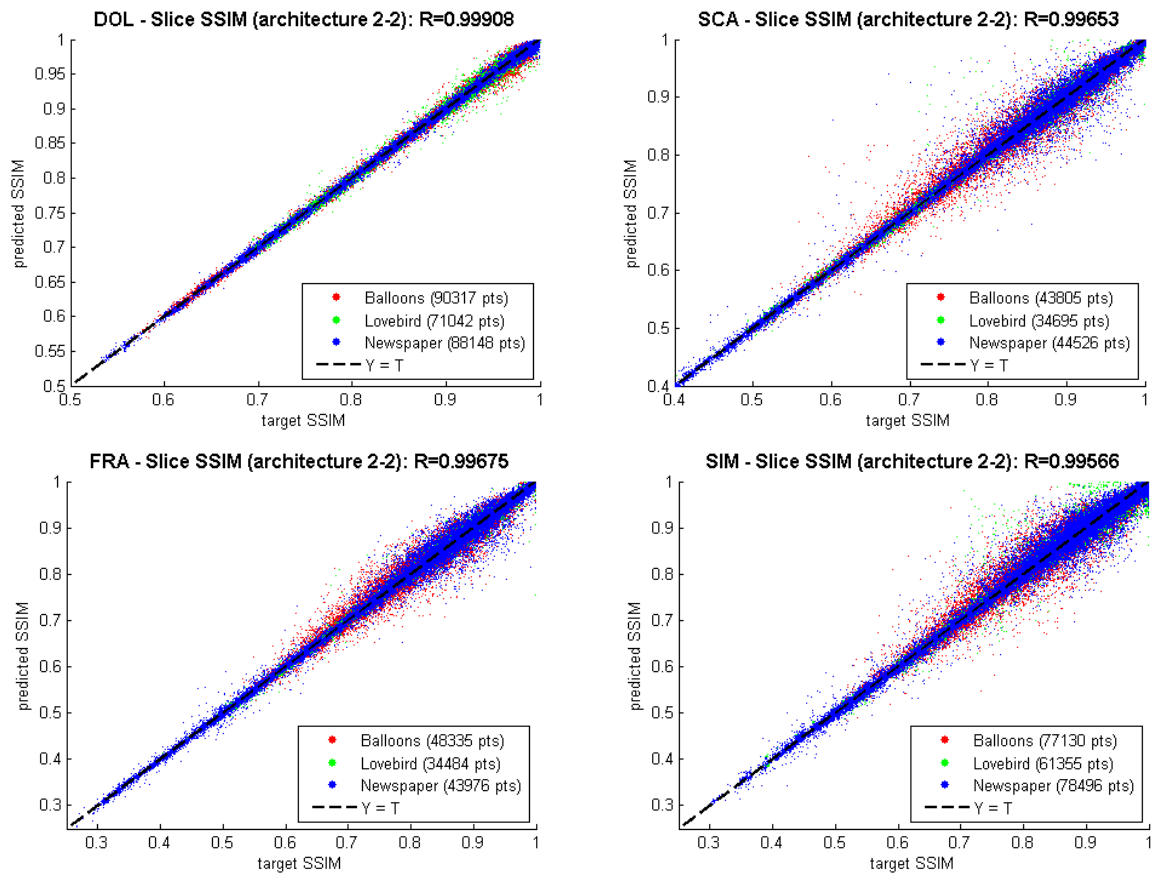 DOL - Slice SSIM (architecture 2-2): R=0.99908
1
0.95
0.9
0.85
0.8
0.75
0.7
0.65
0.6
0.55
0.5
predicted SSIM
Balloons (90317 pts)
Lovebird (71042 pts)
Newspaper (88148 pts)
Y = T
0.5 0.6 0.7 0.8 0.9 1
target SSIM
SCA - Slice SSIM (architecture 2-2): R=0.99653
1
0.9
0.8
0.7
0.6
0.5
0.4
predicted SSIM
Balloons (43805 pts)
Lovebird (34695 pts)
Newspaper (44526 pts)
Y = T
0.4 0.5 0.6 0.7 0.8 0.9 1
target SSIM
FRA - Slice SSIM (architecture 2-2): R=0.99675
1
0.9
0.8
0.7
0.6
0.5
0.4
0.3
predicted SSIM
Balloons (48335 pts)
Lovebird (34484 pts)
Newspaper (43976 pts)
Y = T
0.3 0.4 0.5 0.6 0.7 0.8 0.9 1
target SSIM
SIM - Slice SSIM (architecture 2-2): R=0.99566
1
0.9
0.8
0.7
0.6
0.5
0.4
0.3
predicted SSIM
Balloons (77130 pts)
Lovebird (61355 pts)
Newspaper (78496 pts)
Y = T
0.3 0.4 0.5 0.6 0.7 0.8 0.9 1
target SSIM